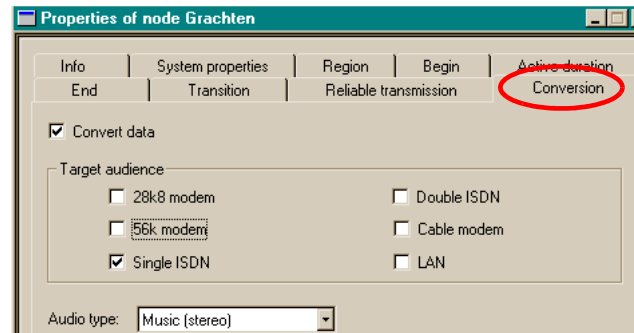 Properties of node Grachten
Info System properties Region Begin Active duration
End Transition Reliable transmission Conversion
Convert data
Target audience
28k8 modem Double ISDN
56k modem Cable modem
Single ISDN LAN
Audio type: Music (stereo)